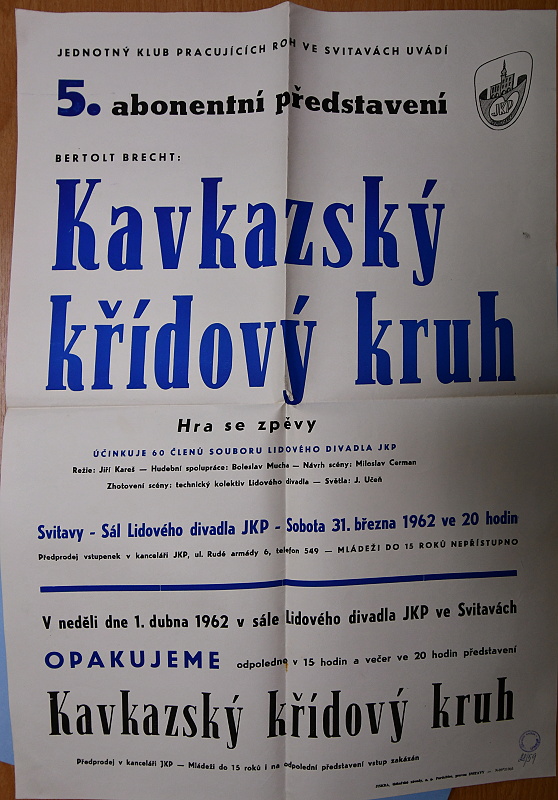 JEDNOTNÝ KLUB PRACUJÍCÍCH ROH VE SVITAVÁCH UVÁDÍ
5. abonentní představení
JKP
BERTOLT BRECHT:
Kavkazský
křídový kruh
Hra se zpěvy
ÚČINKUJE 60 ČLENŮ SOUBORU LIDOVÉHO DIVADLA JKP
Režie: Jiří Kareš — Hudební spolupráce: Boleslav Mucha — Návrh scény: Miloslav Cerman
Zhotovení scény: technický kolektiv Lidového divadla — Světla: J. Učeň
Svitavy - Sál Lidového divadla JKP - Sobota 31. března 1962 ve 20 hodin
Předprodej vstupenek v kanceláři JKP, ul. Rudé armády 6, telefon 549 — MLÁDEŽI DO 15 ROKŮ NEPŘÍSTUPNO
V neděli dne 1. dubna 1962 v sále Lidového divadla JKP ve Svitavách
OPAKUJEME odpoledne v 15 hodin a večer ve 20 hodin představení
Kavkazský křídový kruh
Předprodej v kanceláři JKP — Mládeži do 15 roků i na odpolední představení vstup zakázán